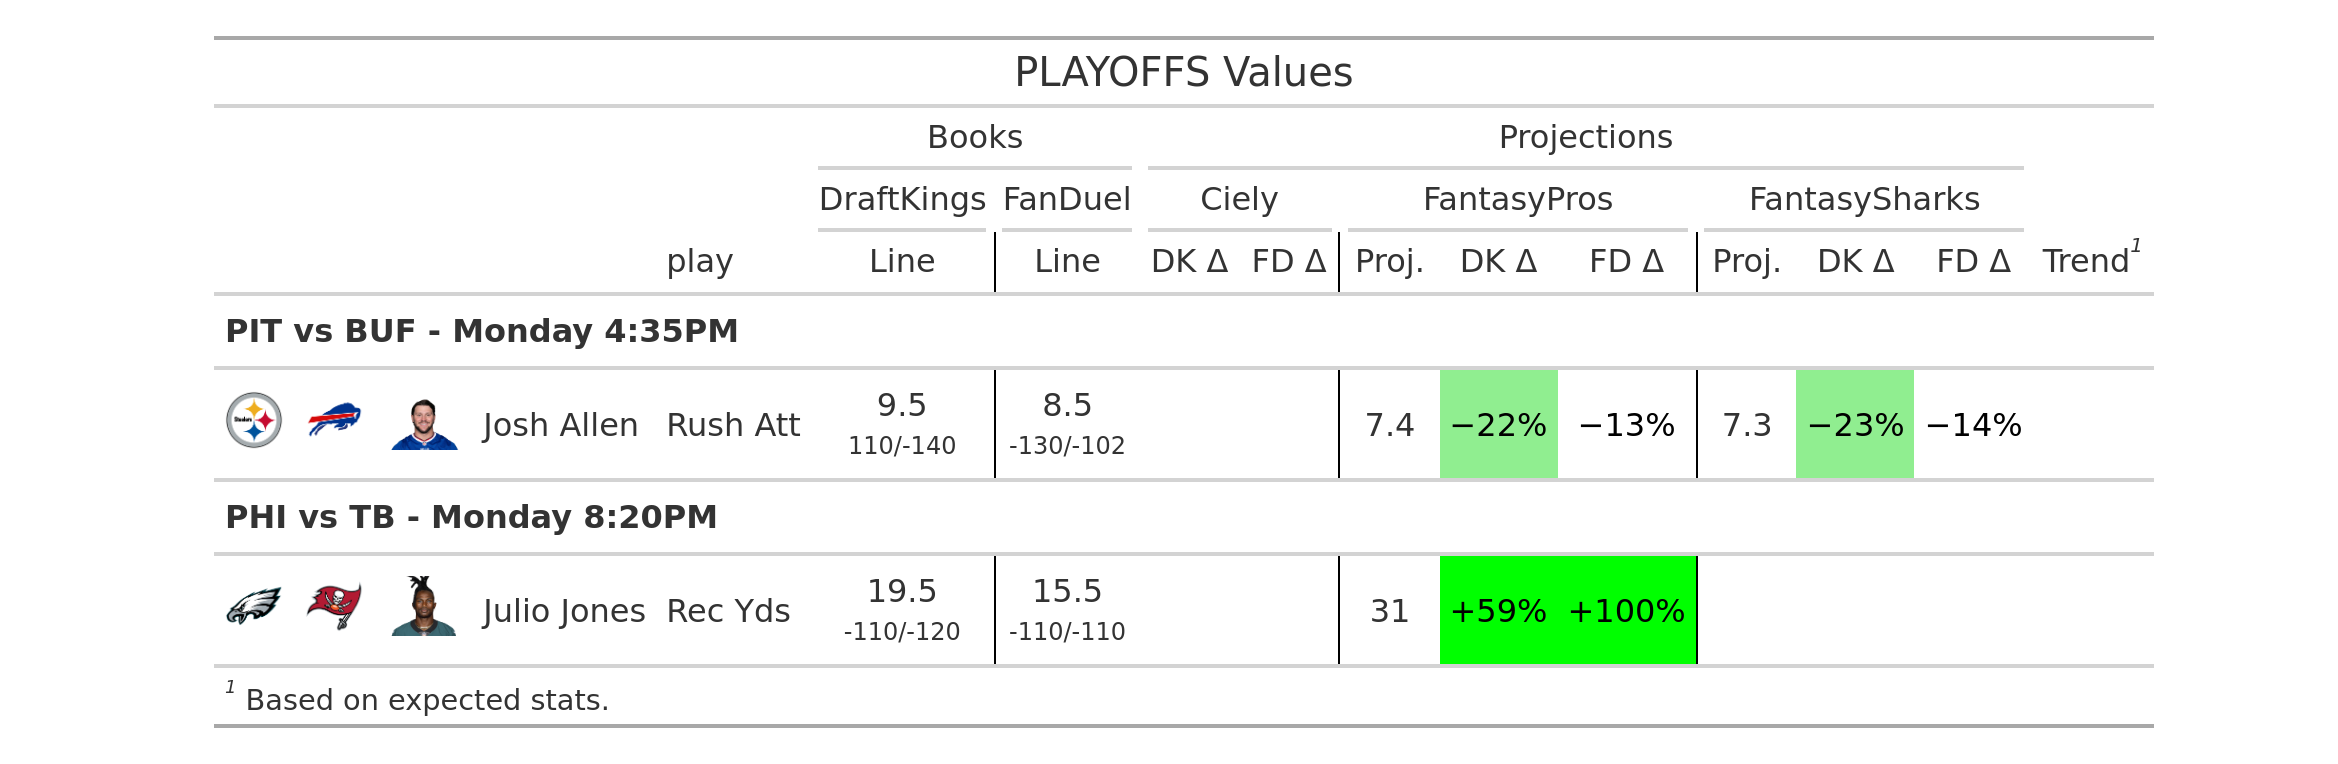 PLAYOFFS Values
Books Projections
DraftKings FanDuel Ciely FantasyPros FantasySharks
play Line Line DK Δ FD Δ Proj. DK Δ FD Δ Proj. DK Δ FD Δ Trend1
PIT vs BUF - Monday 4:35PM
Steelers
Josh Allen Rush Att 9.5 8.5 7.4 −22% −13% 7.3 −23% −14%
110/-140 -130/-102
PHI vs TB - Monday 8:20PM
Julio Jones Rec Yds 19.5 15.5 31 +59% +100%
-110/-120 -110/-110
1 Based on expected stats.